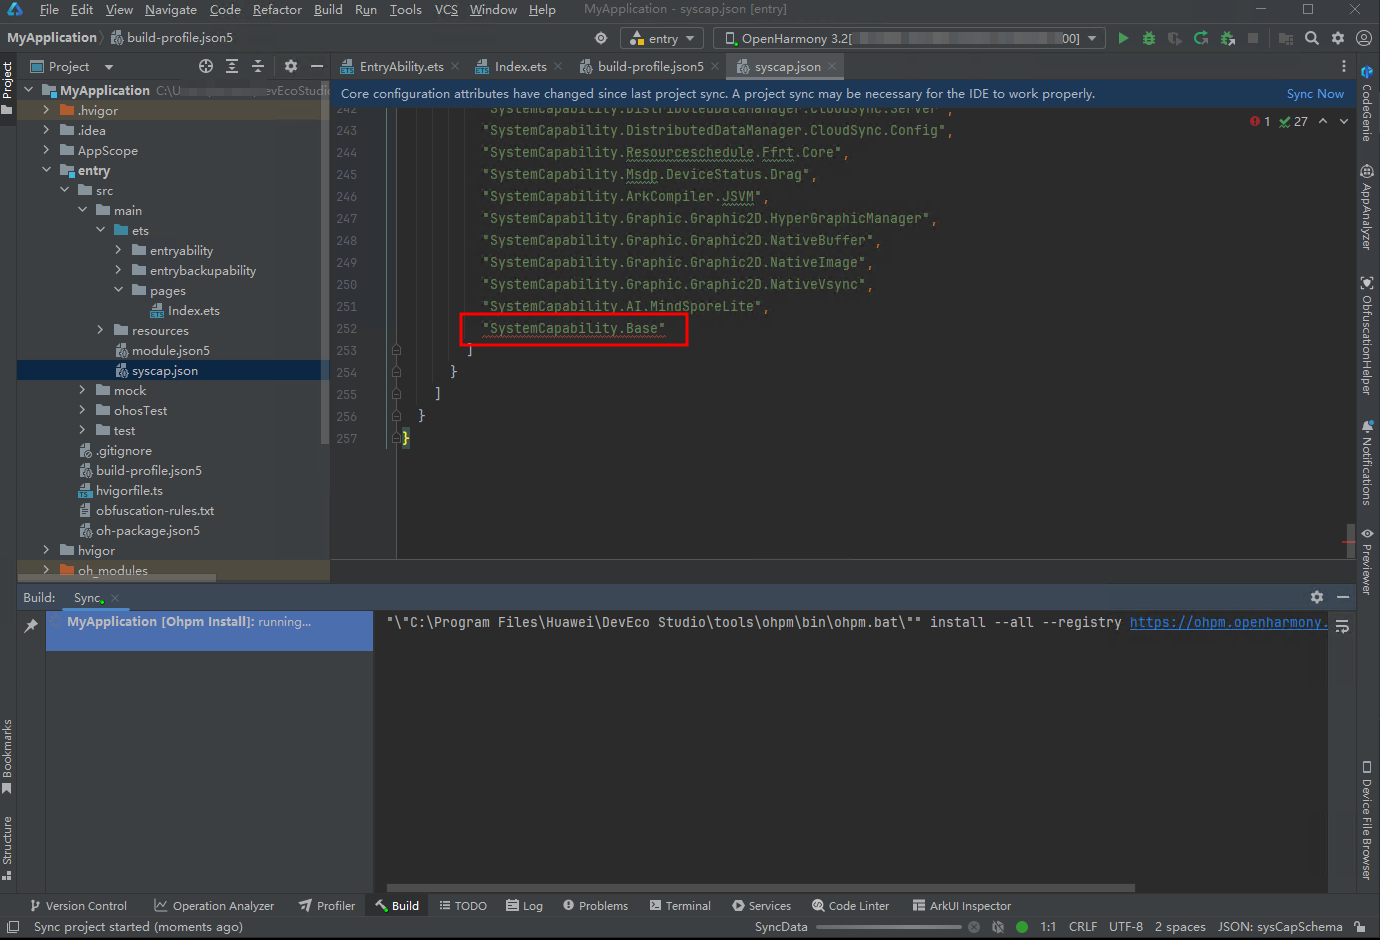 File Edit View Navigate Code Refactor Build Run Tools VCS Window Help MyApplication - syscap.json [entry]
MyApplication build-profile.json5 entry OpenHarmony 3.2[ 00]
Project EntryAbility.ets Index.ets build-profile.json5 syscap.json
Core configuration attributes have changed since last project sync. A project sync may be necessary for the IDE to work properly. Sync Now
Project
MyApplication C:\U evEcoStudio
.hvigor
.idea
AppScope
entry
src
main
ets
entryability
entrybackupability
pages
Index.ets
resources
module.json5
syscap.json
mock
ohosTest
test
.gitignore
build-profile.json5
hvigorfile.ts
obfuscation-rules.txt
oh-package.json5
hvigor
oh_modules
1 27
242 "SystemCapability.DistributedDataManager.CloudSync.Server",
243 "SystemCapability.DistributedDataManager.CloudSync.Config",
244 "SystemCapability.Resourceschedule.Ffrt.Core",
245 "SystemCapability.Msdp.DeviceStatus.Drag",
246 "SystemCapability.ArkCompiler.JSVM",
247 "SystemCapability.Graphic.Graphic2D.HyperGraphicManager",
248 "SystemCapability.Graphic.Graphic2D.NativeBuffer",
249 "SystemCapability.Graphic.Graphic2D.NativeImage",
250 "SystemCapability.Graphic.Graphic2D.NativeVsync",
251 "SystemCapability.AI.MindSporeLite",
252 "SystemCapability.Base"
253 ]
254 }
255 ]
256 }
257 }
CodeGenie
AppAnalyzer
ObfuscationHelper
Notifications
Previewer
Device File Browser
Build: Sync
MyApplication [Ohpm Install]: running...
"\"C:\Program Files\Huawei\DevEco Studio\tools\ohpm\bin\ohpm.bat\"" install --all --registry https://ohpm.openharmony.
Bookmarks
Structure
Version Control Operation Analyzer Profiler Build TODO Log Problems Terminal Services Code Linter ArkUI Inspector
Sync project started (moments ago) SyncData 1:1 CRLF UTF-8 2 spaces JSON: sysCapSchema